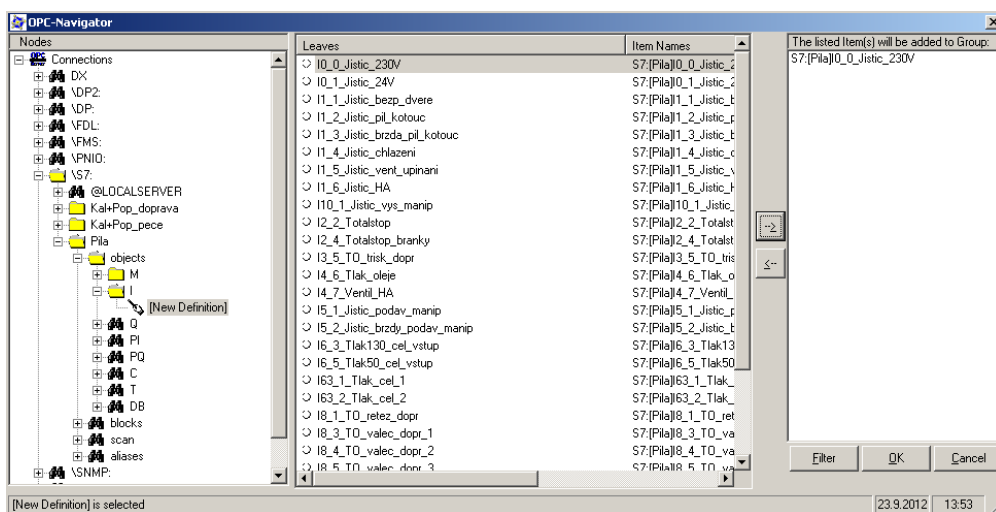 OPC-Navigator
Nodes
Connections
DX
\DP2:
\DP:
\FDL:
\FMS:
\PNIO:
\S7:
@LOCALSERVER
Kal+Pop_doprava
Kal+Pop_pece
Pila
objects
M
I
[New Definition]
Q
PI
PQ
C
T
DB
blocks
scan
aliases
\SNMP:
Leaves Item Names
I0_0_Jistic_230V S7:[Pila]I0_0_Jistic_2
I0_1_Jistic_24V S7:[Pila]I0_1_Jistic_2
I1_1_Jistic_bezp_dvere S7:[Pila]I1_1_Jistic_b
I1_2_Jistic_pil_kotouc S7:[Pila]I1_2_Jistic_p
I1_3_Jistic_brzda_pil_kotouc S7:[Pila]I1_3_Jistic_b
I1_4_Jistic_chlazeni S7:[Pila]I1_4_Jistic_c
I1_5_Jistic_vent_upinani S7:[Pila]I1_5_Jistic_v
I1_6_Jistic_HA S7:[Pila]I1_6_Jistic_H
I10_1_Jistic_vys_manip S7:[Pila]I10_1_Jistic_
I2_2_Totalstop S7:[Pila]I2_2_Totalst
I2_4_Totalstop_branky S7:[Pila]I2_4_Totalst
I3_5_TO_trisk_dopr S7:[Pila]I3_5_TO_tris
I4_6_Tlak_oleje S7:[Pila]I4_6_Tlak_o
I4_7_Ventil_HA S7:[Pila]I4_7_Ventil_
I5_1_Jistic_podav_manip S7:[Pila]I5_1_Jistic_p
I5_2_Jistic_brzdy_podav_manip S7:[Pila]I5_2_Jistic_b
I6_3_Tlak130_cel_vstup S7:[Pila]I6_3_Tlak13
I6_5_Tlak50_cel_vstup S7:[Pila]I6_5_Tlak50
I63_1_Tlak_cel_1 S7:[Pila]I63_1_Tlak_
I63_2_Tlak_cel_2 S7:[Pila]I63_2_Tlak_
I8_1_TO_retez_dopr S7:[Pila]I8_1_TO_ret
I8_3_TO_valec_dopr_1 S7:[Pila]I8_3_TO_va
I8_4_TO_valec_dopr_2 S7:[Pila]I8_4_TO_va
I8_5_TO_valec_dopr_3 S7:[Pila]I8_5_TO_va
-->
<--
The listed Item(s) will be added to Group:
S7:[Pila]I0_0_Jistic_230V
Filter OK Cancel
[New Definition] is selected 23.9.2012 13:53